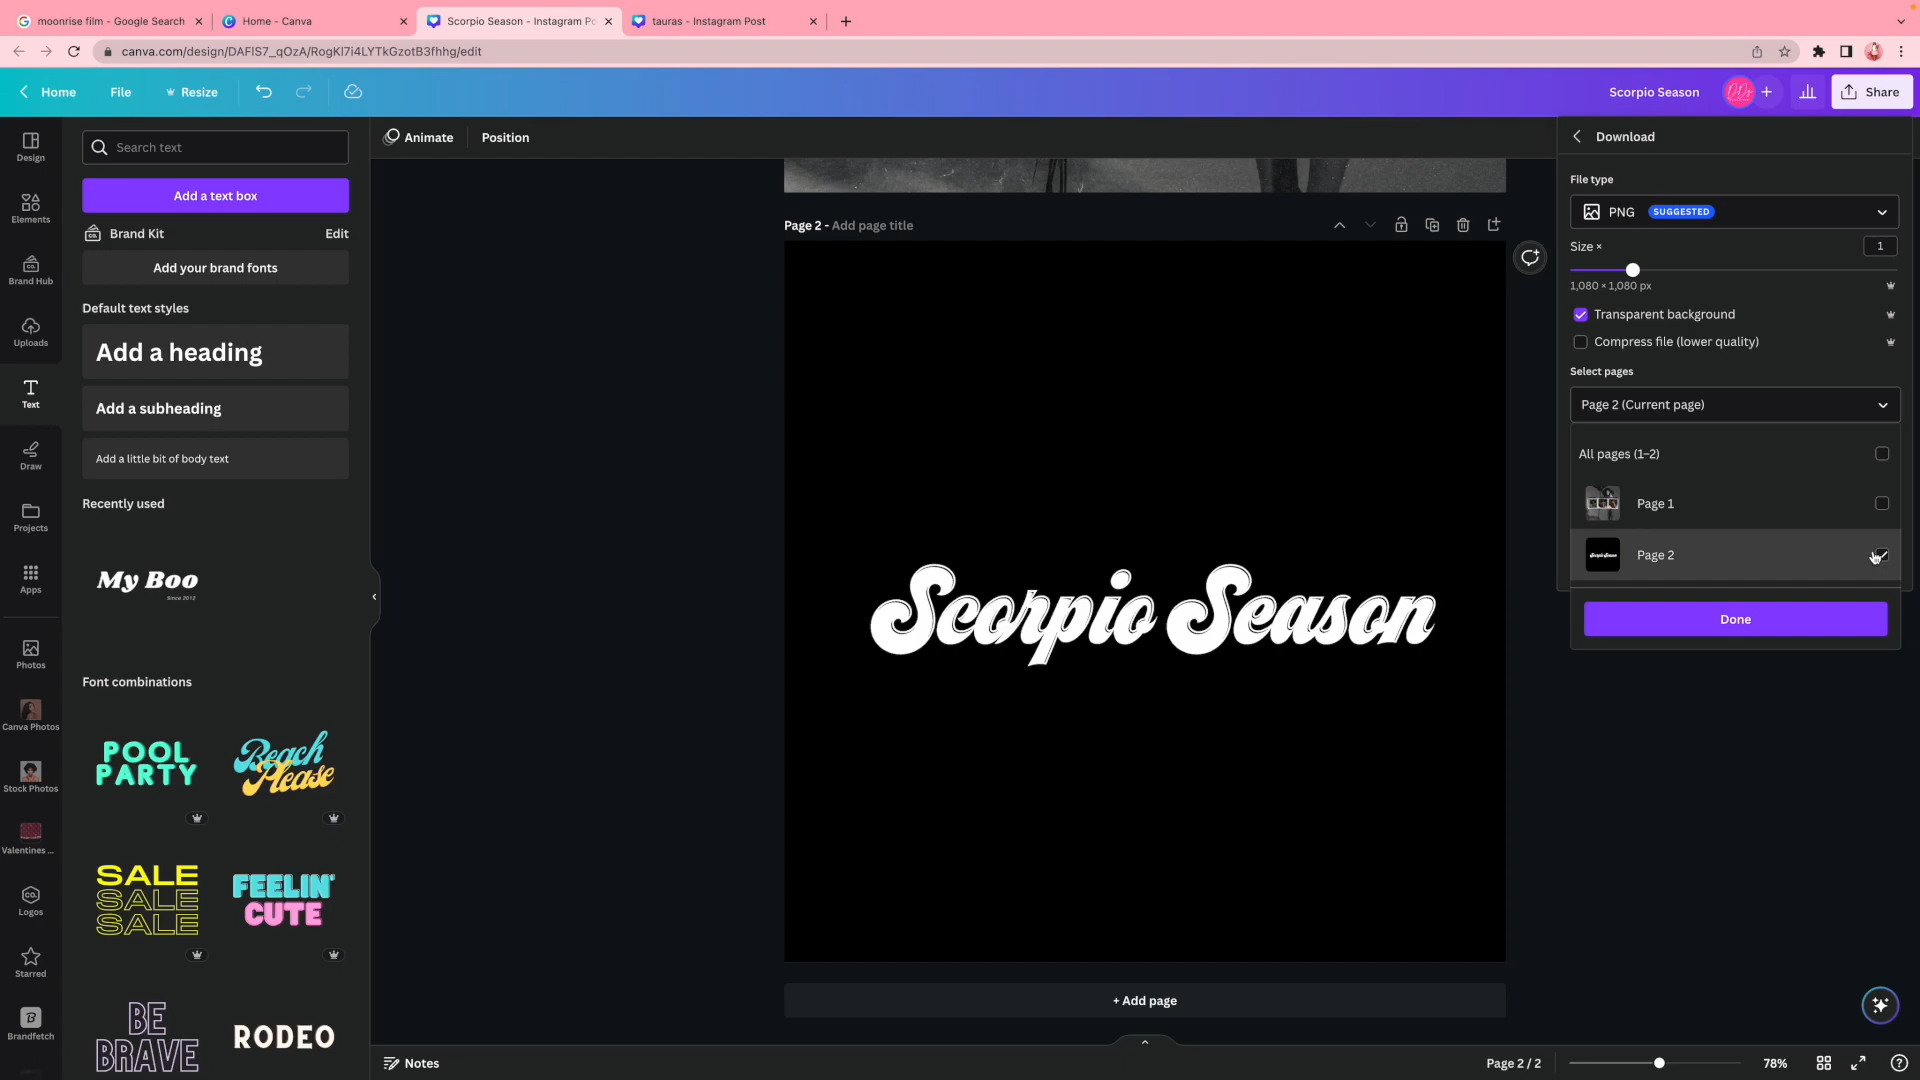 moonrise film - Google Search
Home - Canva
Scorpio Season - Instagram Po
tauras - Instagram Post
canva.com/design/DAFIS7_qOzA/RogKI7i4LYTkGzotB3fhhg/edit
Home
File
Resize
Scorpio Season
Share
Design
Elements
Brand Hub
Uploads
Text
Draw
Projects
Apps
Photos
Canva Photos
Stock Photos
Valentines ...
Logos
Starred
Brandfetch
Search text
Add a text box
Brand Kit
Edit
Add your brand fonts
Default text styles
Add a heading
Add a subheading
Add a little bit of body text
Recently used
My Boo
Since 2012
Font combinations
POOL
PARTY
Beach
Please
SALE
SALE
SALE
FEELIN'
CUTE
BE
BRAVE
RODEO
Animate
Position
Page 2 - Add page title
Scorpio Season
+ Add page
Notes
Page 2 / 2
78%
Download
File type
PNG SUGGESTED
Size ×
1
1,080 × 1,080 px
Transparent background
Compress file (lower quality)
Select pages
Page 2 (Current page)
All pages (1–2)
Page 1
Page 2
Done